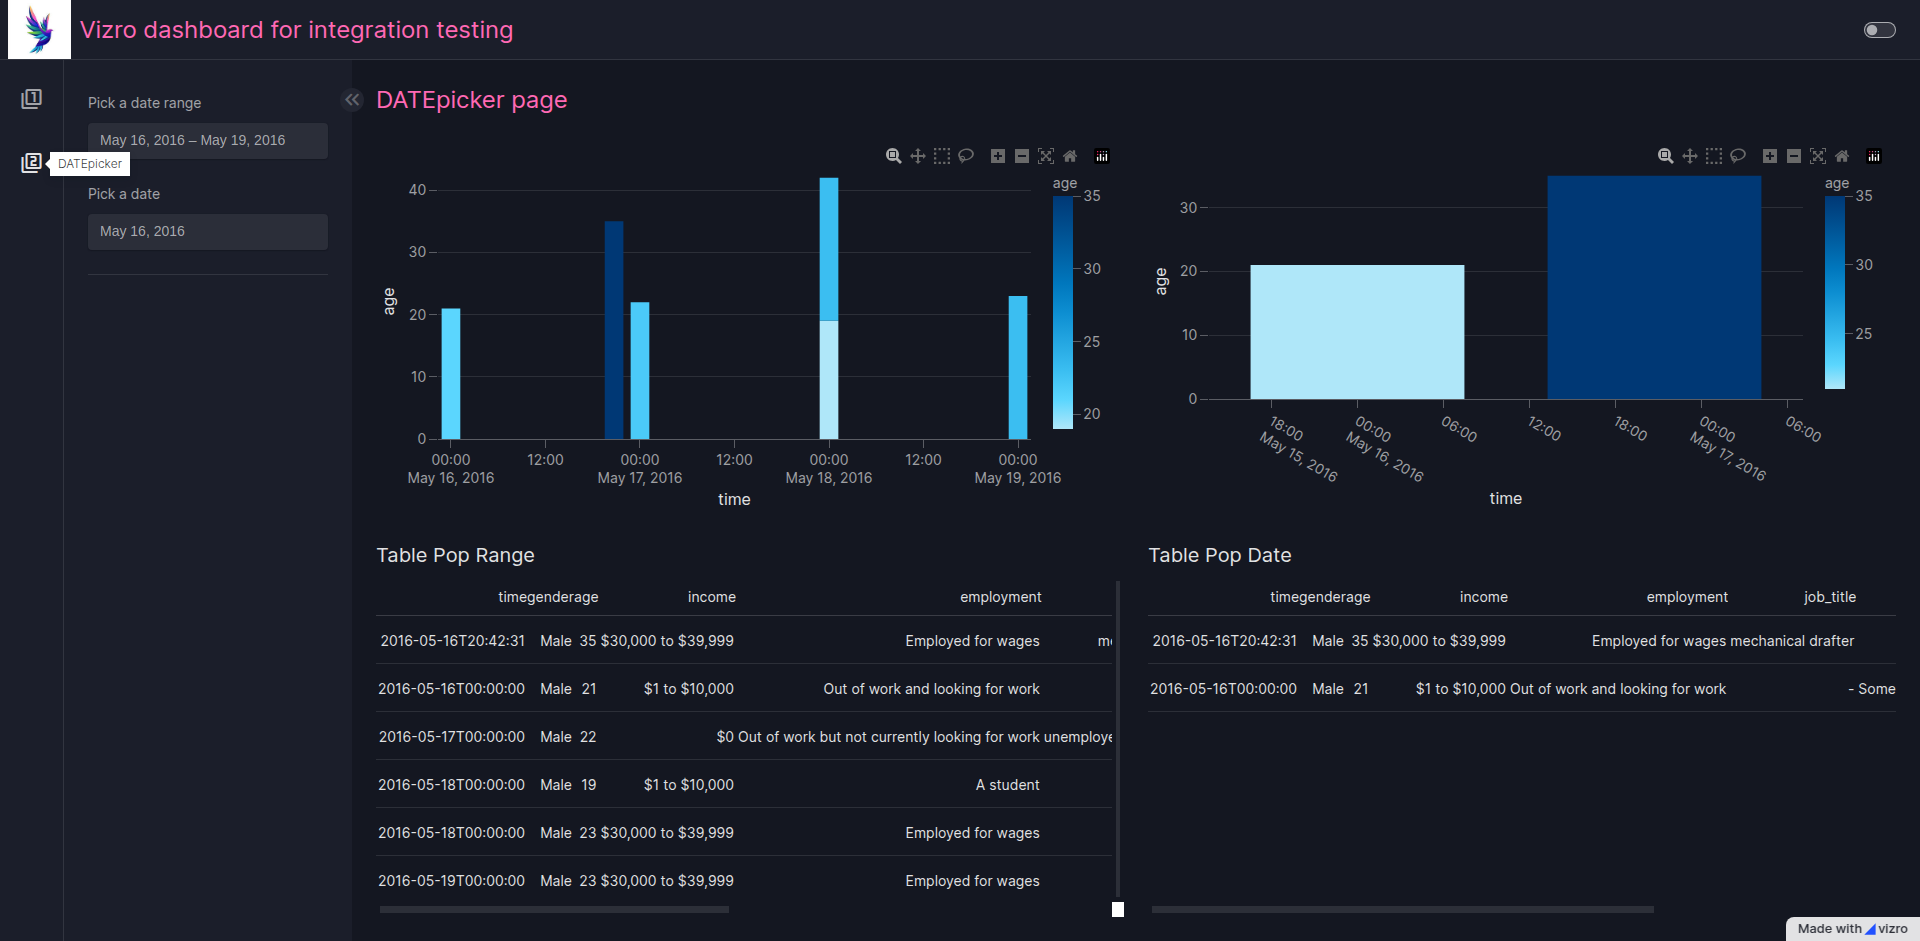 Vizro dashboard for integration testing
1
2
DATEpicker
Pick a date range
May 16, 2016 – May 19, 2016
Pick a date
May 16, 2016
DATEpicker page
age
40
30
20
10
0
00:00
May 16, 2016
12:00
00:00
May 17, 2016
12:00
00:00
May 18, 2016
12:00
00:00
May 19, 2016
time
age
35
30
25
20
age
30
20
10
0
18:00
May 15, 2016
00:00
May 16, 2016
06:00
12:00
18:00
00:00
May 17, 2016
06:00
time
age
35
30
25
Table Pop Range
timegenderage income employment
2016-05-16T20:42:31 Male 35 $30,000 to $39,999 Employed for wages
2016-05-16T00:00:00 Male 21 $1 to $10,000 Out of work and looking for work
2016-05-17T00:00:00 Male 22 $0 Out of work but not currently looking for work unemploye
2016-05-18T00:00:00 Male 19 $1 to $10,000 A student
2016-05-18T00:00:00 Male 23 $30,000 to $39,999 Employed for wages
2016-05-19T00:00:00 Male 23 $30,000 to $39,999 Employed for wages
Table Pop Date
timegenderage income employment job_title
2016-05-16T20:42:31 Male 35 $30,000 to $39,999 Employed for wages mechanical drafter
2016-05-16T00:00:00 Male 21 $1 to $10,000 Out of work and looking for work - Some
Made with vizro